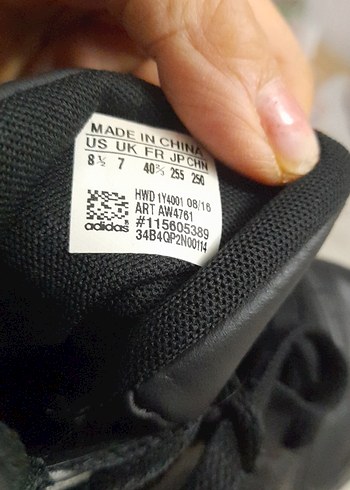 MADE IN CHINA
US UK FR JP CHN
8½ 7 40⅔ 255 250
HWD 1Y4001 08/16
ART AW4761
#115605389
34B4QP2N00114
adidas